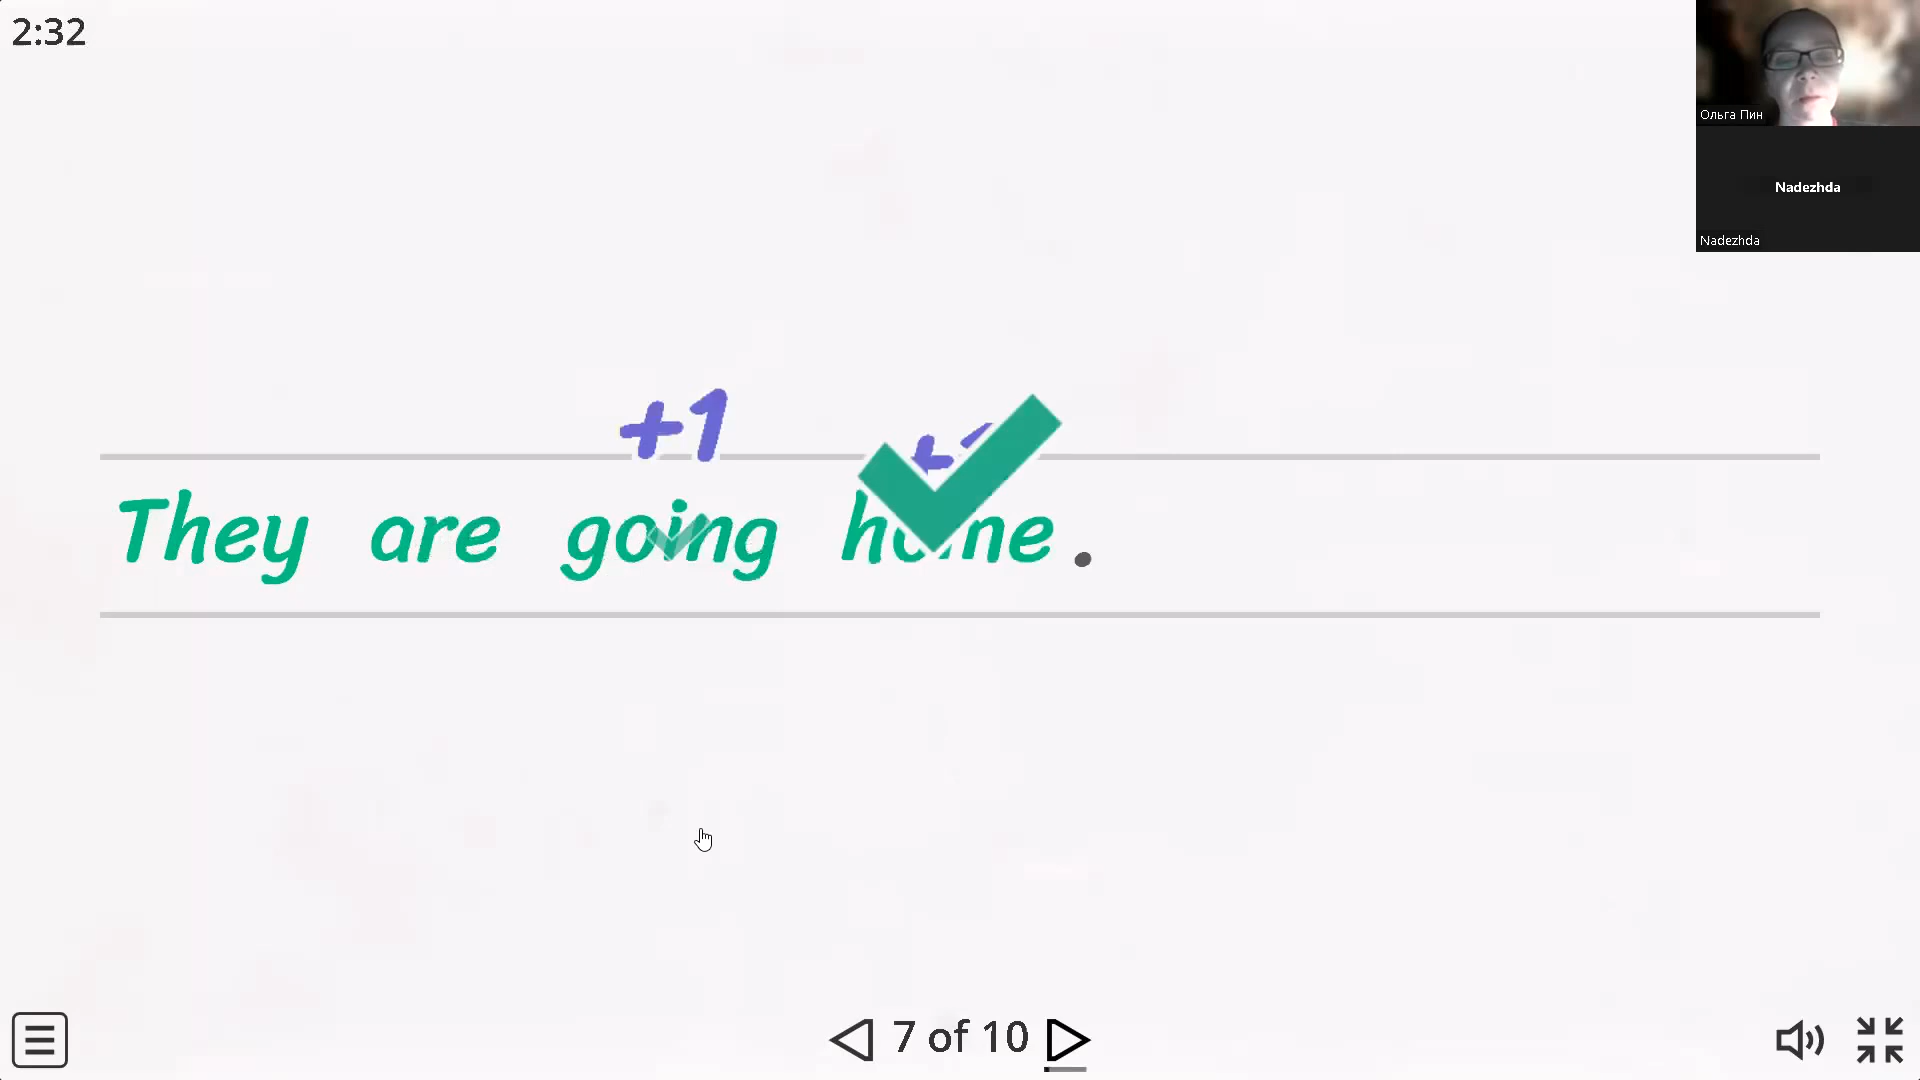 2:32
Ольга Пин
Nadezhda
Nadezhda
+1
They are going home.
7 of 10